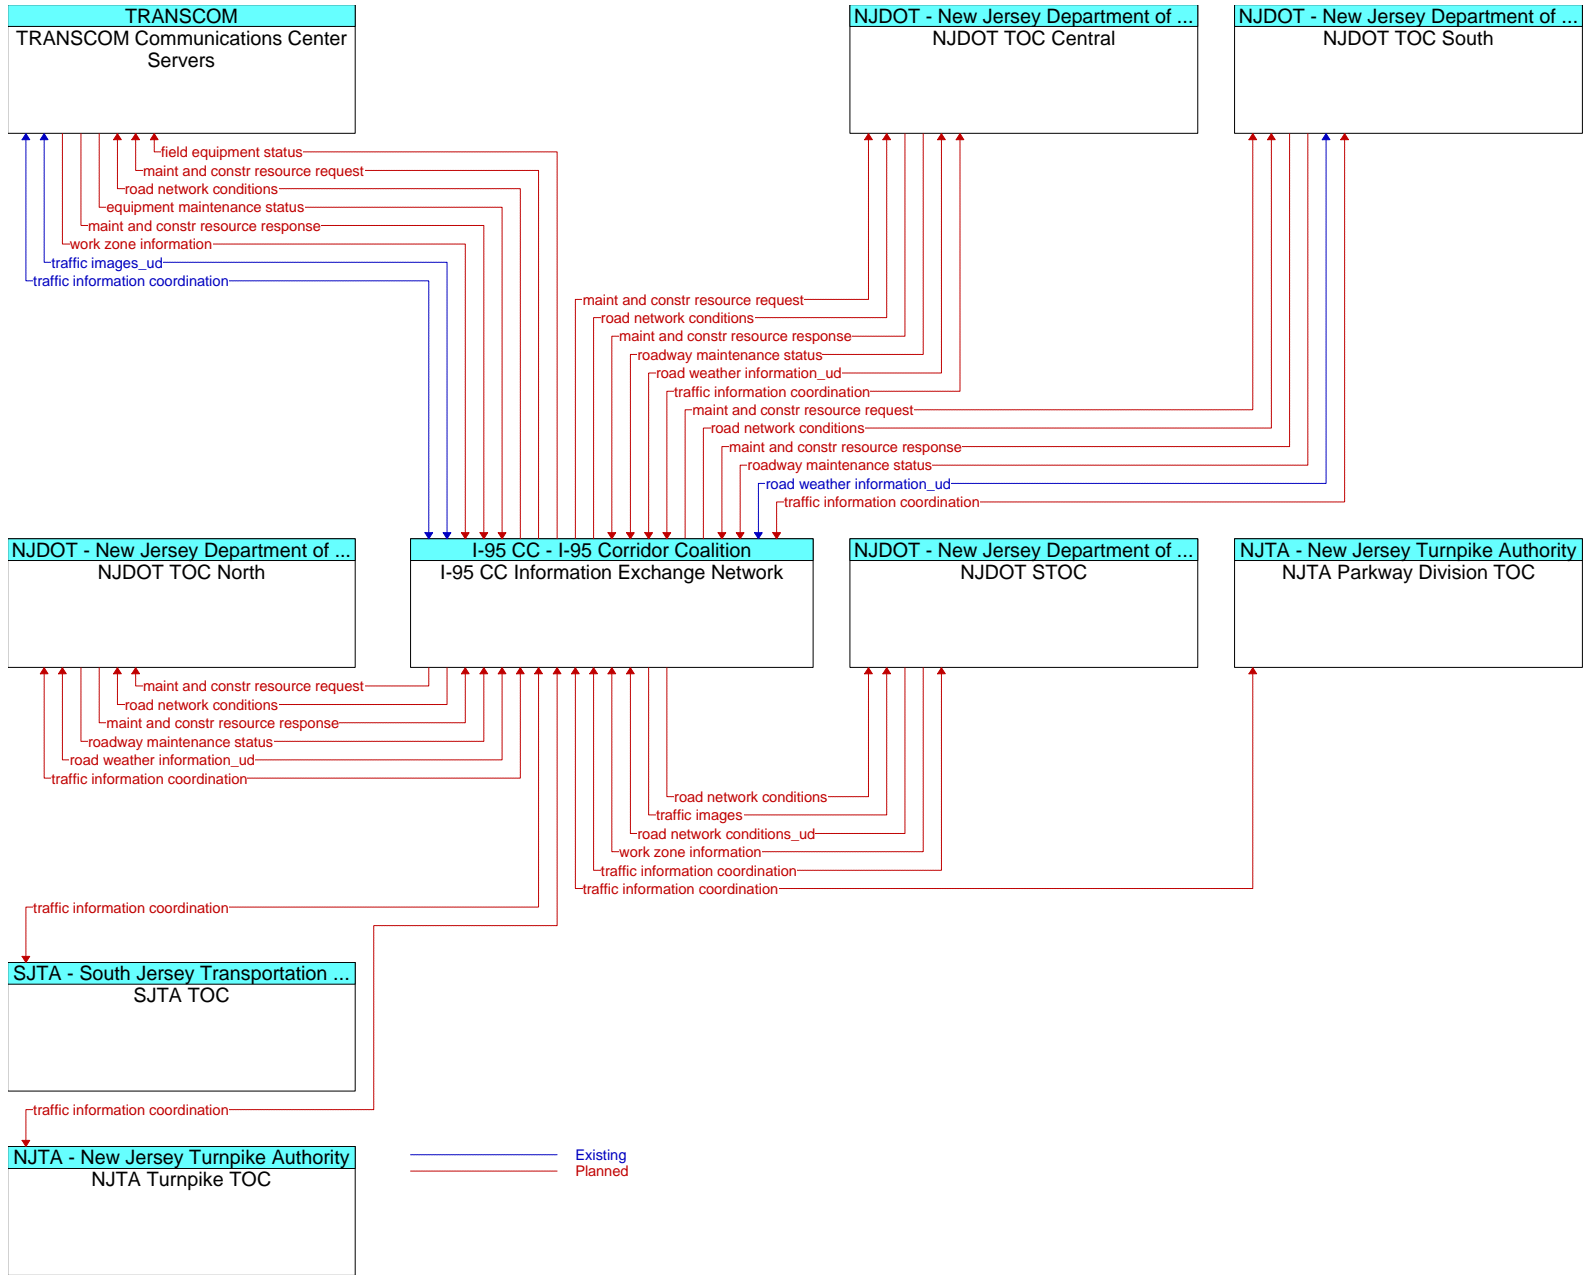 TRANSCOM
TRANSCOM Communications Center
Servers
NJDOT - New Jersey Department of ...
NJDOT TOC Central
NJDOT - New Jersey Department of ...
NJDOT TOC South
field equipment status
maint and constr resource request
road network conditions
equipment maintenance status
maint and constr resource response
work zone information
traffic images_ud
traffic information coordination
maint and constr resource request
road network conditions
maint and constr resource response
roadway maintenance status
road weather information_ud
traffic information coordination
maint and constr resource request
road network conditions
maint and constr resource response
roadway maintenance status
road weather information_ud
traffic information coordination
NJDOT - New Jersey Department of ...
NJDOT TOC North
I-95 CC - I-95 Corridor Coalition
I-95 CC Information Exchange Network
NJDOT - New Jersey Department of ...
NJDOT STOC
NJTA - New Jersey Turnpike Authority
NJTA Parkway Division TOC
maint and constr resource request
road network conditions
maint and constr resource response
roadway maintenance status
road weather information_ud
traffic information coordination
road network conditions
traffic images
road network conditions_ud
work zone information
traffic information coordination
traffic information coordination
traffic information coordination
SJTA - South Jersey Transportation ...
SJTA TOC
traffic information coordination
NJTA - New Jersey Turnpike Authority
NJTA Turnpike TOC
Existing
Planned